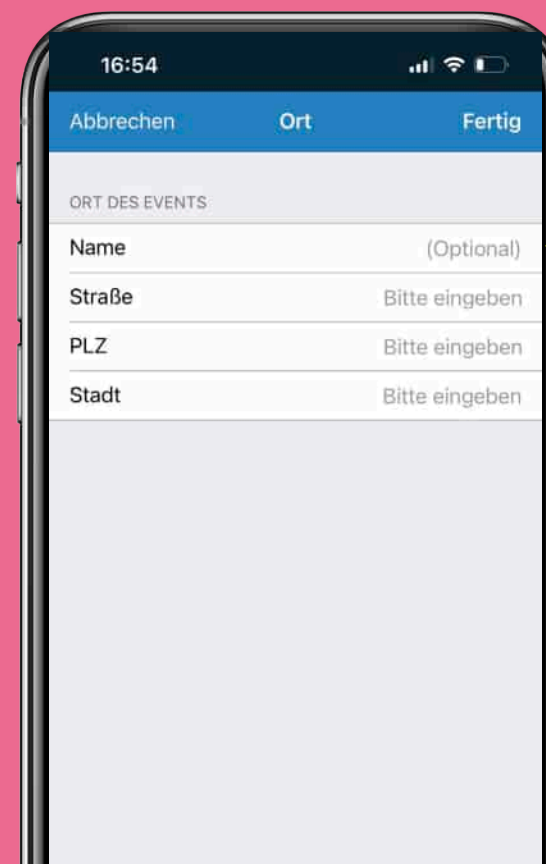 16:54
Abbrechen Ort Fertig
ORT DES EVENTS
Name (Optional)
Straße Bitte eingeben
PLZ Bitte eingeben
Stadt Bitte eingeben